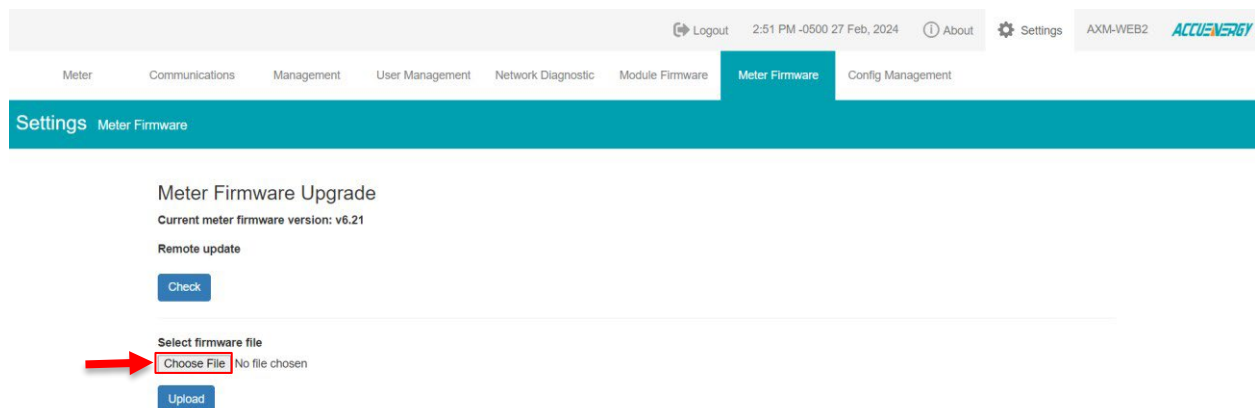 Logout 2:51 PM -0500 27 Feb, 2024 About Settings AXM-WEB2 ACCUENERGY
Meter Communications Management User Management Network Diagnostic Module Firmware Meter Firmware Config Management
Settings Meter Firmware
Meter Firmware Upgrade
Current meter firmware version: v6.21
Remote update
Check
Select firmware file
Choose File No file chosen
Upload